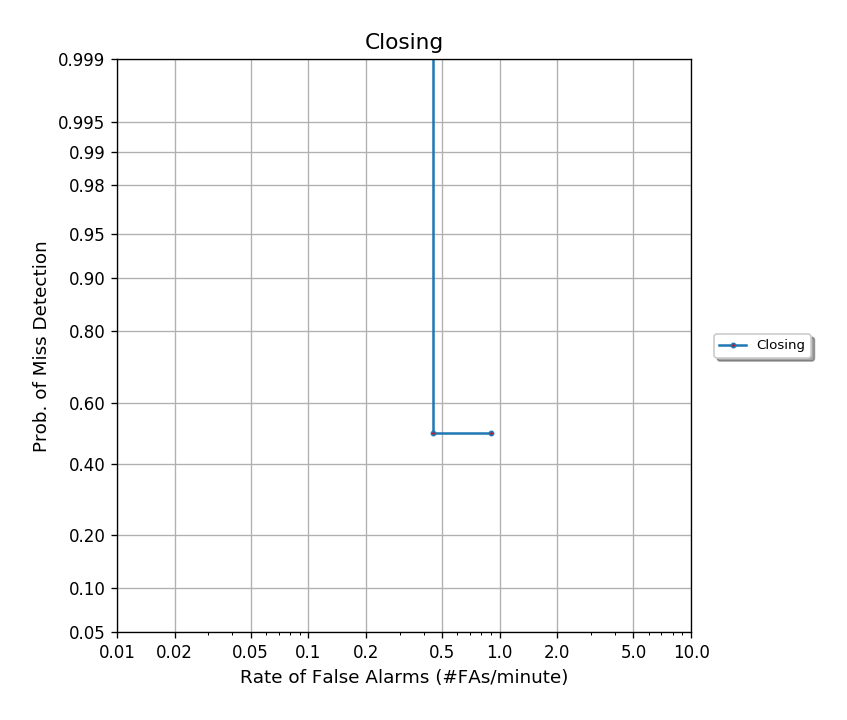 Closing
0.999
0.995
0.99
0.98
0.95
0.90
0.80
0.60
0.40
0.20
0.10
0.05
Prob. of Miss Detection
0.01 0.02 0.05 0.1 0.2 0.5 1.0 2.0 5.0 10.0
Rate of False Alarms (#FAs/minute)
Closing